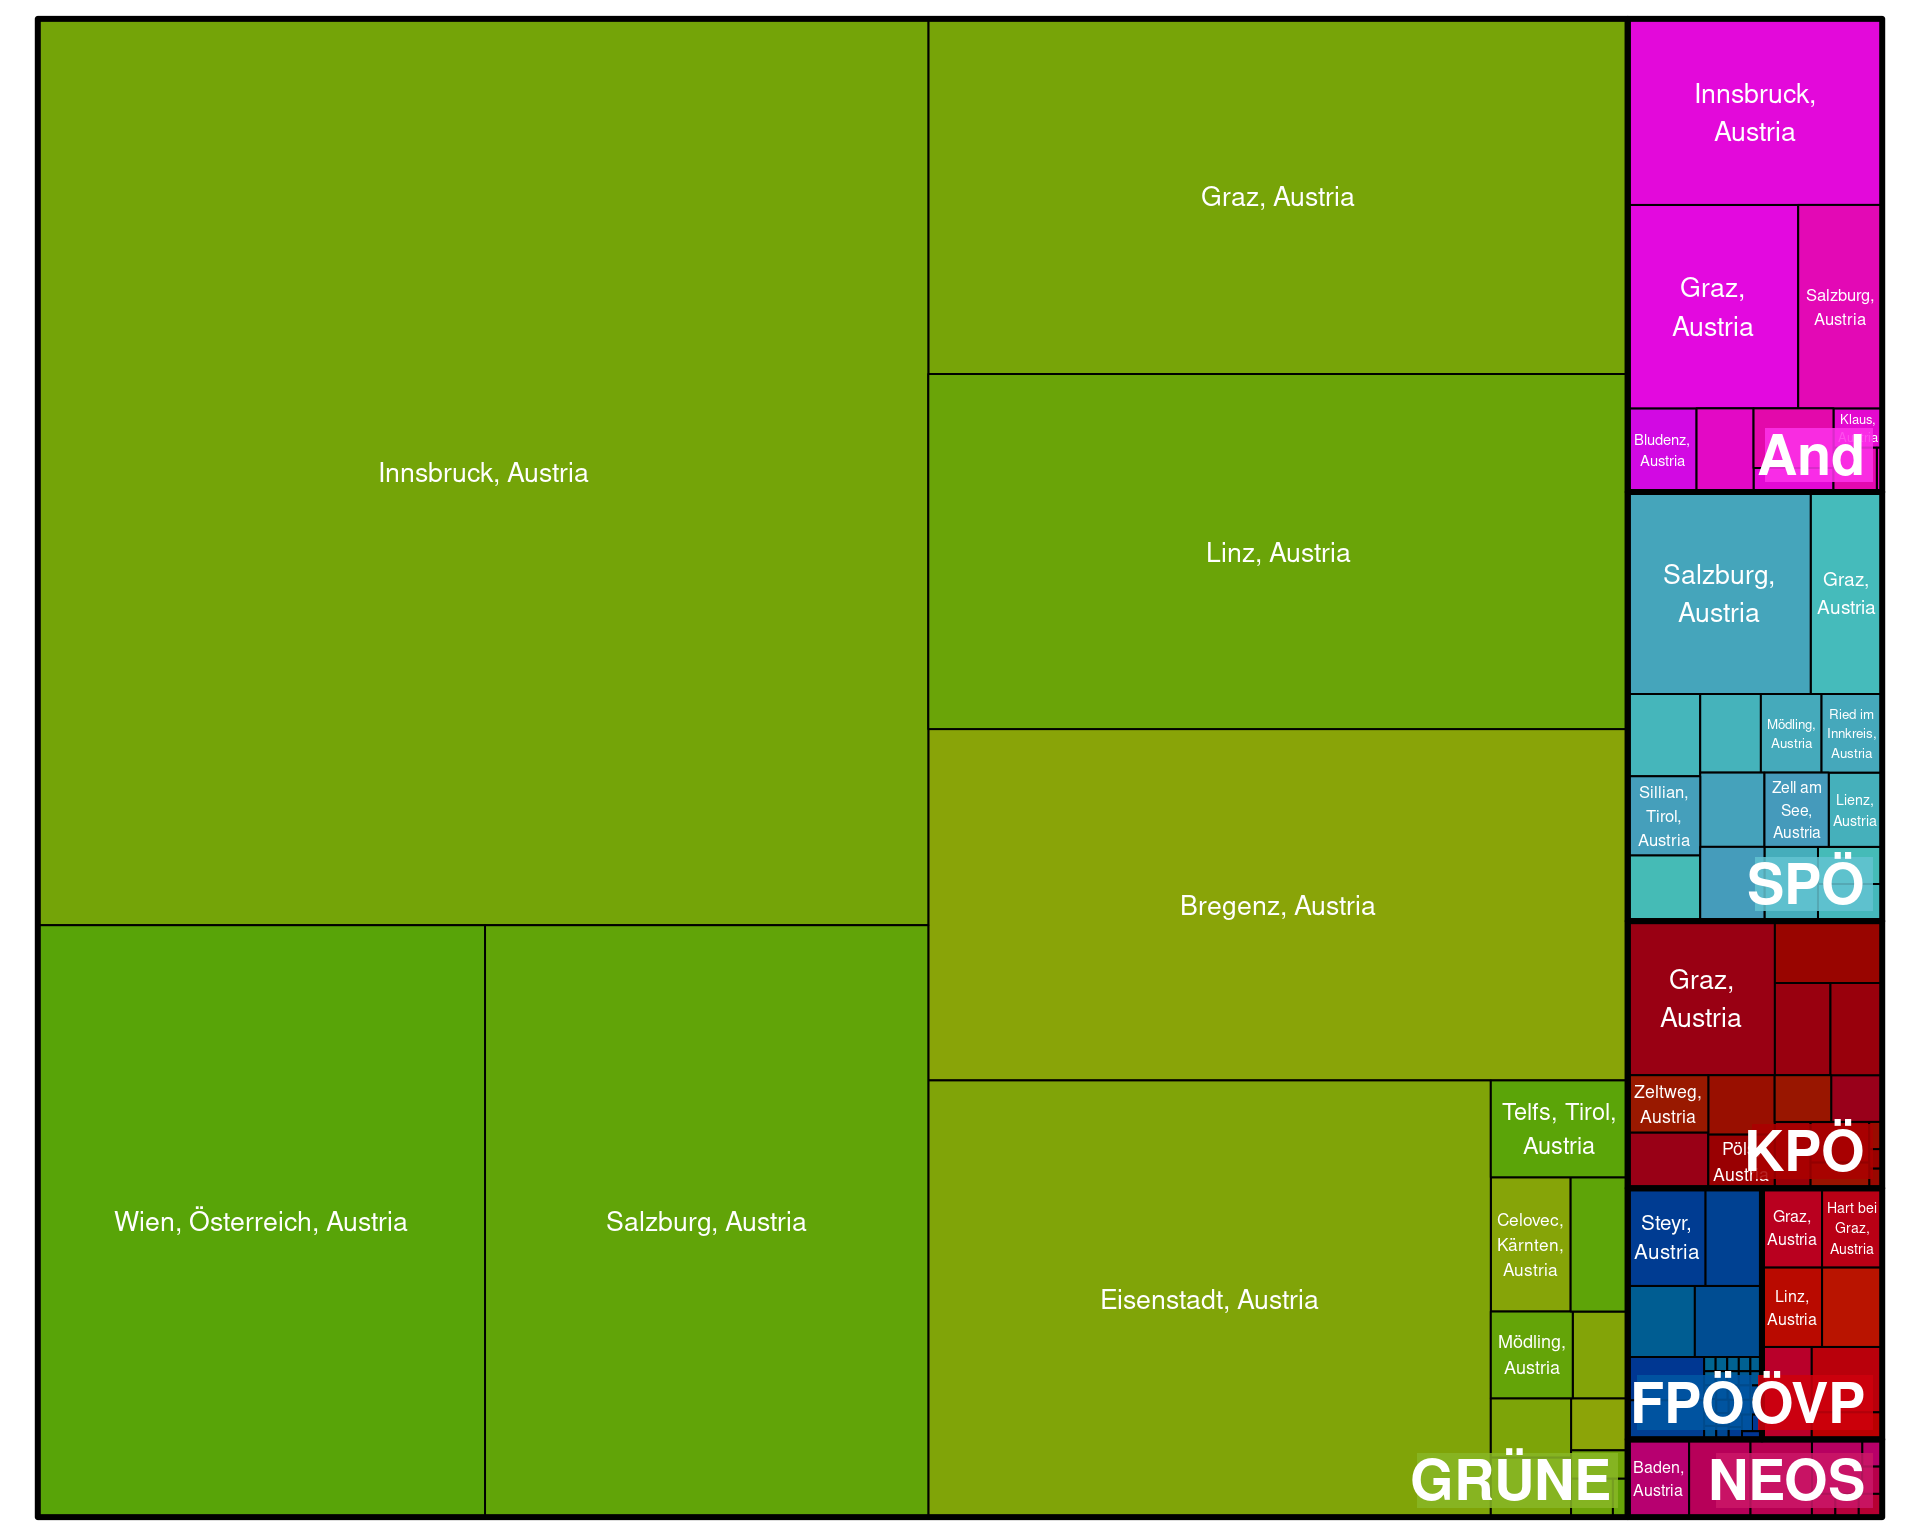 Innsbruck, Austria
Graz, Austria
Linz, Austria
Bregenz, Austria
Wien, Österreich, Austria
Salzburg, Austria
Eisenstadt, Austria
Telfs, Tirol,
Austria
Celovec,
Kärnten,
Austria
Mödling,
Austria
GRÜNE
Innsbruck,
Austria
Graz,
Austria
Salzburg,
Austria
Bludenz,
Austria
Klaus,
Austria
And
Salzburg,
Austria
Graz,
Austria
Mödling,
Austria
Ried im
Innkreis,
Austria
Sillian,
Tirol,
Austria
Zell am
See,
Austria
Lienz,
Austria
SPÖ
Graz,
Austria
Zeltweg,
Austria
Austria
KPÖ
Steyr,
Austria
FPÖ
Graz,
Austria
Hart bei
Graz,
Austria
Linz,
Austria
ÖVP
Baden,
Austria
NEOS